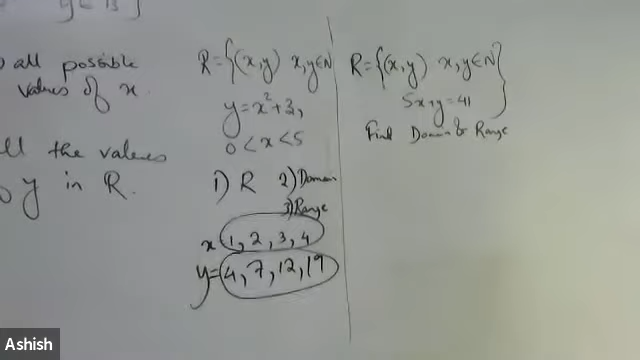 y ∈ B}
all possible
values of x.
all the values
y in R.
R={(x,y) x,y∈N
y=x²+3,
0<x<5
1) R 2) Domain
3) Range
x 1, 2, 3, 4
y=4, 7, 12, 19
R={(x,y) x,y∈N}
5x+y=41
Find Domain & Range
Ashish